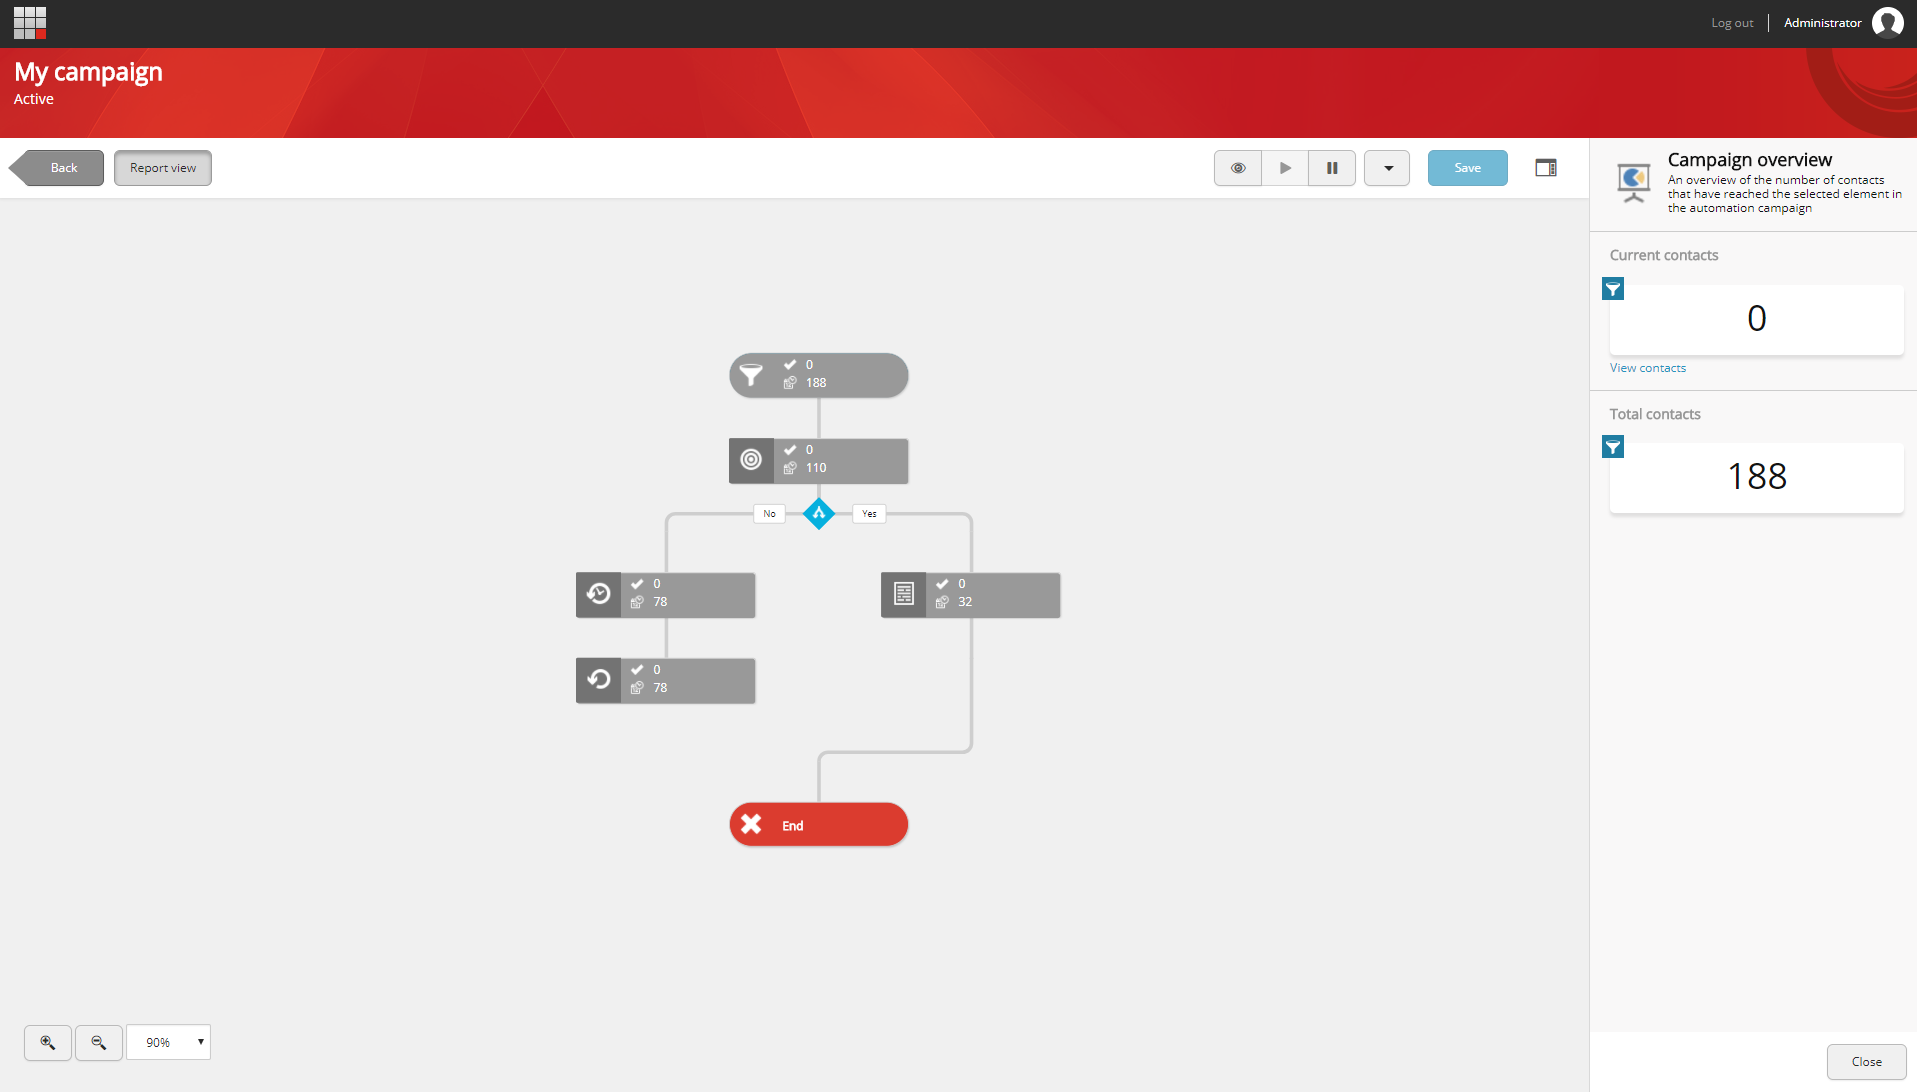 Log out
Administrator
My campaign
Active
Back
Report view
Save
Campaign overview
An overview of the number of contacts
that have reached the selected element in
the automation campaign
Current contacts
0
View contacts
Total contacts
188
0
188
0
110
No
Yes
0
78
0
32
0
78
End
90%
Close